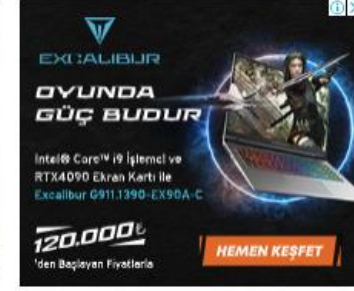 EXCALIBUR
OYUNDA
GÜÇ BUDUR
Intel® Core™ i9 İşlemci ve
RTX4090 Ekran Kartı ile
Excalibur G911.1390-EX90A-C
120.000₺
'den Başlayan Fiyatlarla
HEMEN KEŞFET